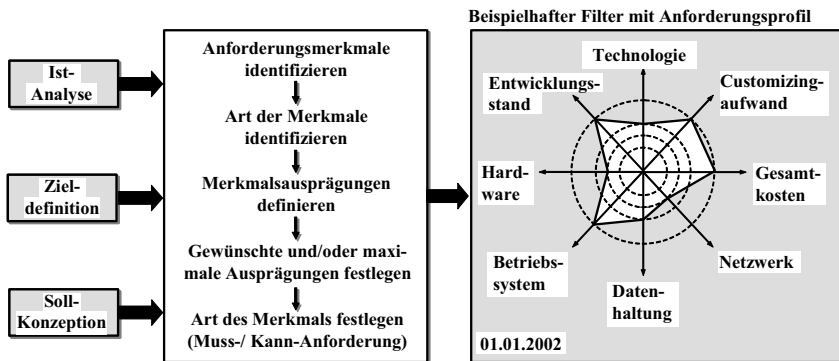 Beispielhafter Filter mit Anforderungsprofil
Ist-
Analyse
Ziel-
definition
Soll-
Konzeption
Anforderungsmerkmale
identifizieren
Art der Merkmale
identifizieren
Merkmalsausprägungen
definieren
Gewünschte und/oder maxi-
male Ausprägungen festlegen
Art des Merkmals festlegen
(Muss-/ Kann-Anforderung)
Technologie
Entwicklungs-
stand
Customizing-
aufwand
Hard-
ware
Gesamt-
kosten
Betriebs-
system
Netzwerk
Daten-
haltung
01.01.2002